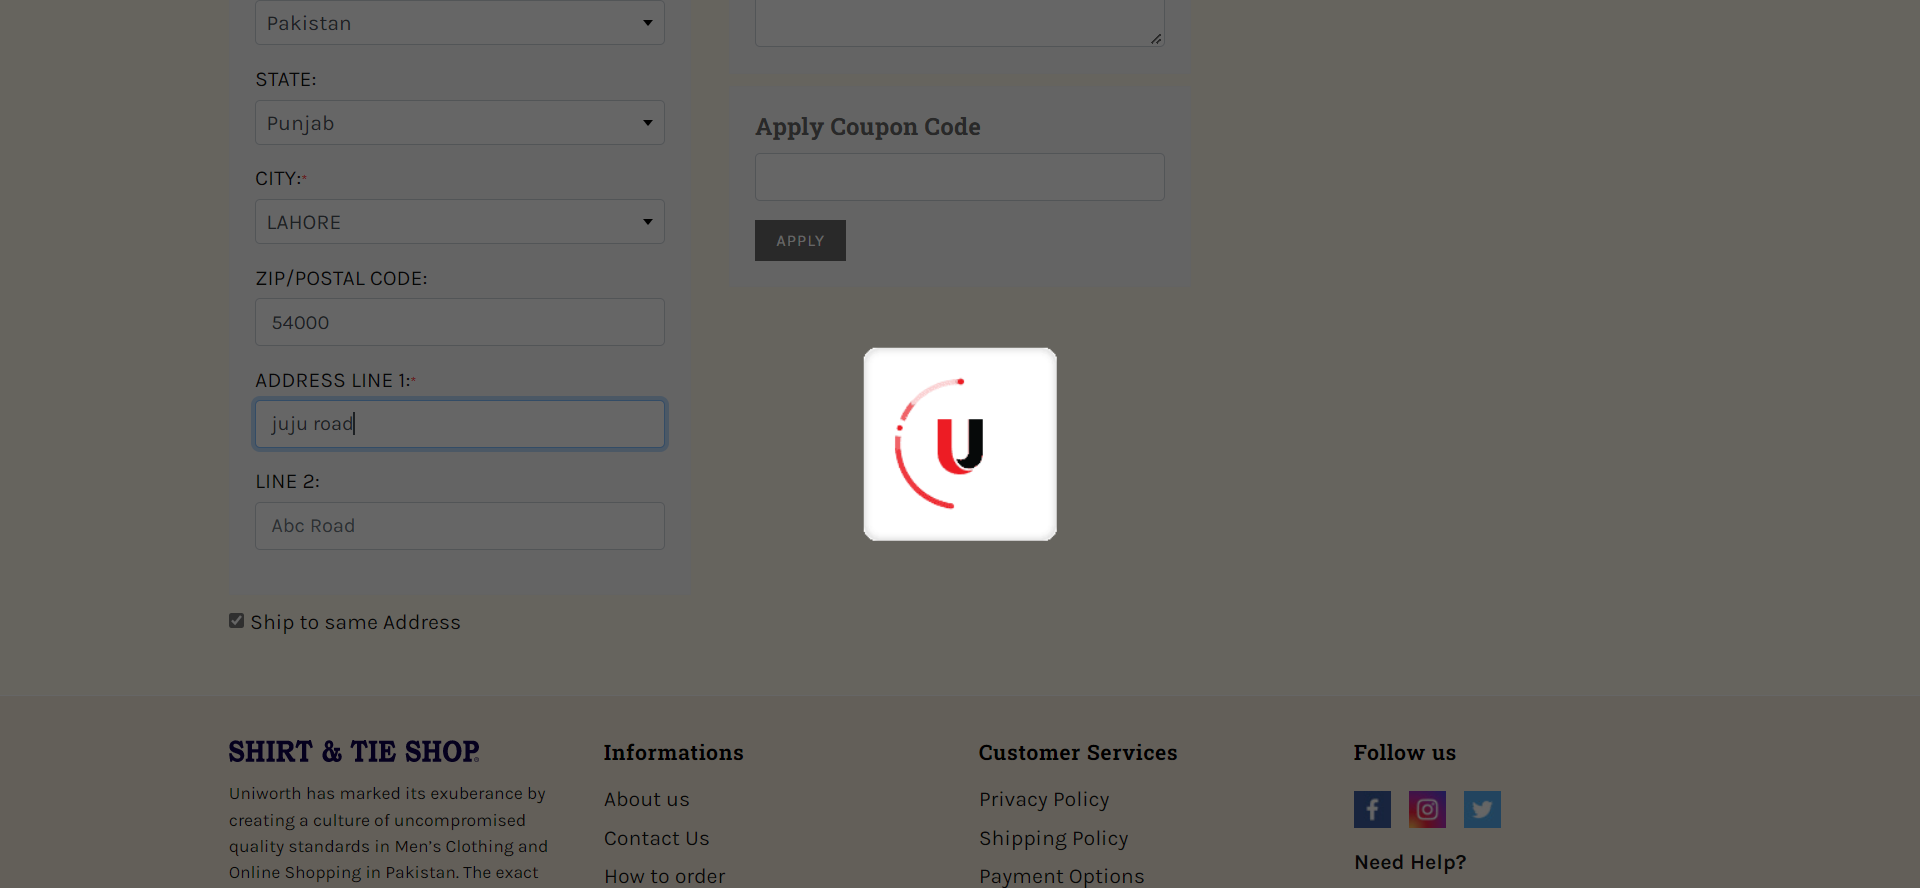 Pakistan
STATE:
Punjab
CITY:*
LAHORE
ZIP/POSTAL CODE:
54000
ADDRESS LINE 1:*
juju road
LINE 2:
Abc Road
Ship to same Address
Apply Coupon Code
APPLY
U
SHIRT & TIE SHOP
Uniworth has marked its exuberance by
creating a culture of uncompromised
quality standards in Men's Clothing and
Online Shopping in Pakistan. The exact
Informations
About us
Contact Us
How to order
Customer Services
Privacy Policy
Shipping Policy
Payment Options
Follow us
Need Help?